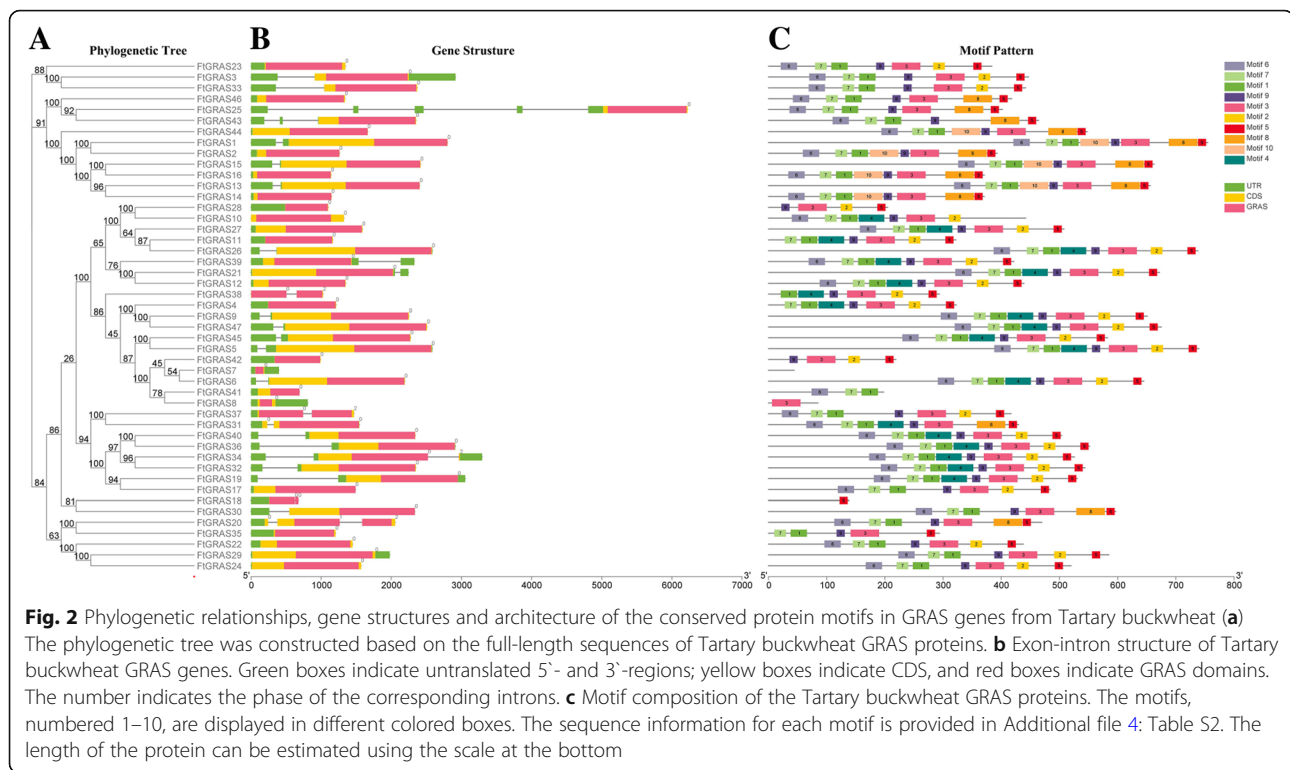 A
Phylogenetic Tree
B
Gene Strusture
C
Motif Pattern
FtGRAS23
FtGRAS3
FtGRAS33
FtGRAS46
FtGRAS25
FtGRAS43
FtGRAS44
FtGRAS1
FtGRAS2
FtGRAS15
FtGRAS16
FtGRAS13
FtGRAS14
FtGRAS28
FtGRAS10
FtGRAS27
FtGRAS11
FtGRAS26
FtGRAS39
FtGRAS21
FtGRAS12
FtGRAS38
FtGRAS4
FtGRAS9
FtGRAS47
FtGRAS45
FtGRAS5
FtGRAS42
FtGRAS7
FtGRAS6
FtGRAS41
FtGRAS8
FtGRAS37
FtGRAS31
FtGRAS40
FtGRAS36
FtGRAS34
FtGRAS32
FtGRAS19
FtGRAS17
FtGRAS18
FtGRAS30
FtGRAS20
FtGRAS35
FtGRAS22
FtGRAS29
FtGRAS24
Motif 6
Motif 7
Motif 1
Motif 9
Motif 3
Motif 2
Motif 5
Motif 8
Motif 10
Motif 4
UTR
CDS
GRAS
5' 3'
0 1000 2000 3000 4000 5000 6000 7000
5' 3'
0 100 200 300 400 500 600 700 800
Fig. 2 Phylogenetic relationships, gene structures and architecture of the conserved protein motifs in GRAS genes from Tartary buckwheat (a)
The phylogenetic tree was constructed based on the full-length sequences of Tartary buckwheat GRAS proteins. b Exon-intron structure of Tartary
buckwheat GRAS genes. Green boxes indicate untranslated 5`- and 3`-regions; yellow boxes indicate CDS, and red boxes indicate GRAS domains.
The number indicates the phase of the corresponding introns. c Motif composition of the Tartary buckwheat GRAS proteins. The motifs,
numbered 1–10, are displayed in different colored boxes. The sequence information for each motif is provided in Additional file 4: Table S2. The
length of the protein can be estimated using the scale at the bottom